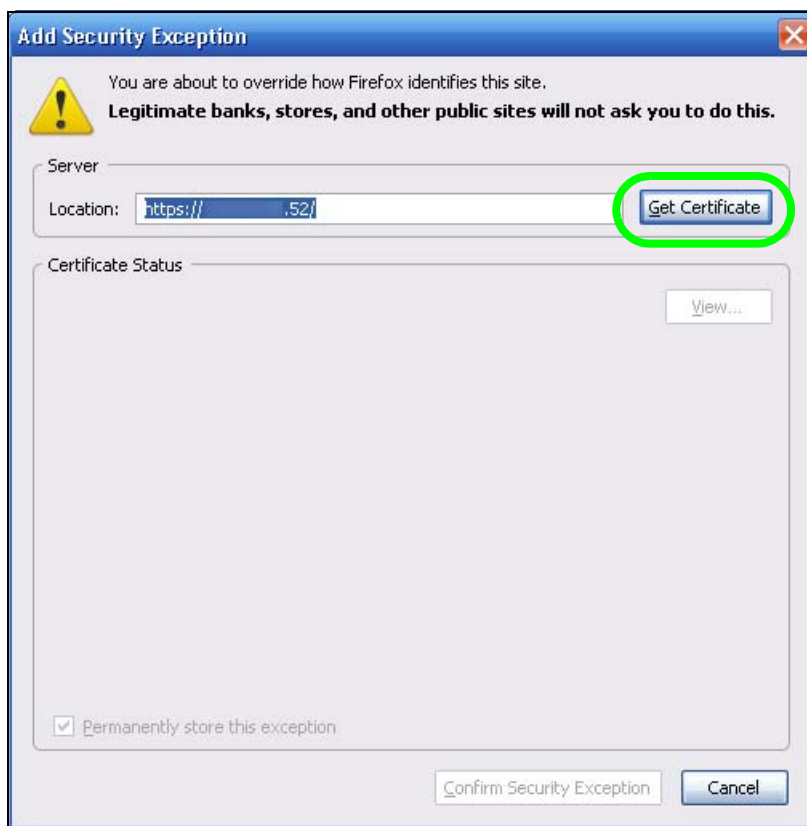 Add Security Exception
You are about to override how Firefox identifies this site.
Legitimate banks, stores, and other public sites will not ask you to do this.
Server
Location: https:// .52/ Get Certificate
Certificate Status
View...
Permanently store this exception
Confirm Security Exception Cancel